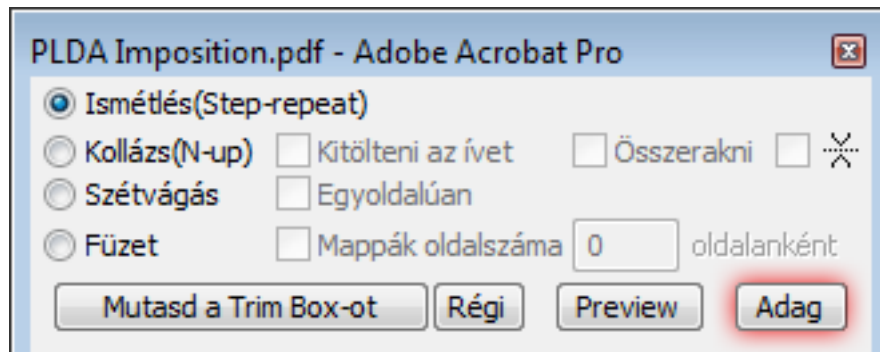 PLDA Imposition.pdf - Adobe Acrobat Pro
Ismétlés(Step-repeat)
Kollázs(N-up) Kitölteni az ívet Összerakni
Szétvágás Egyoldalúan
Füzet Mappák oldalszáma 0 oldalanként
Mutasd a Trim Box-ot Régi Preview Adag